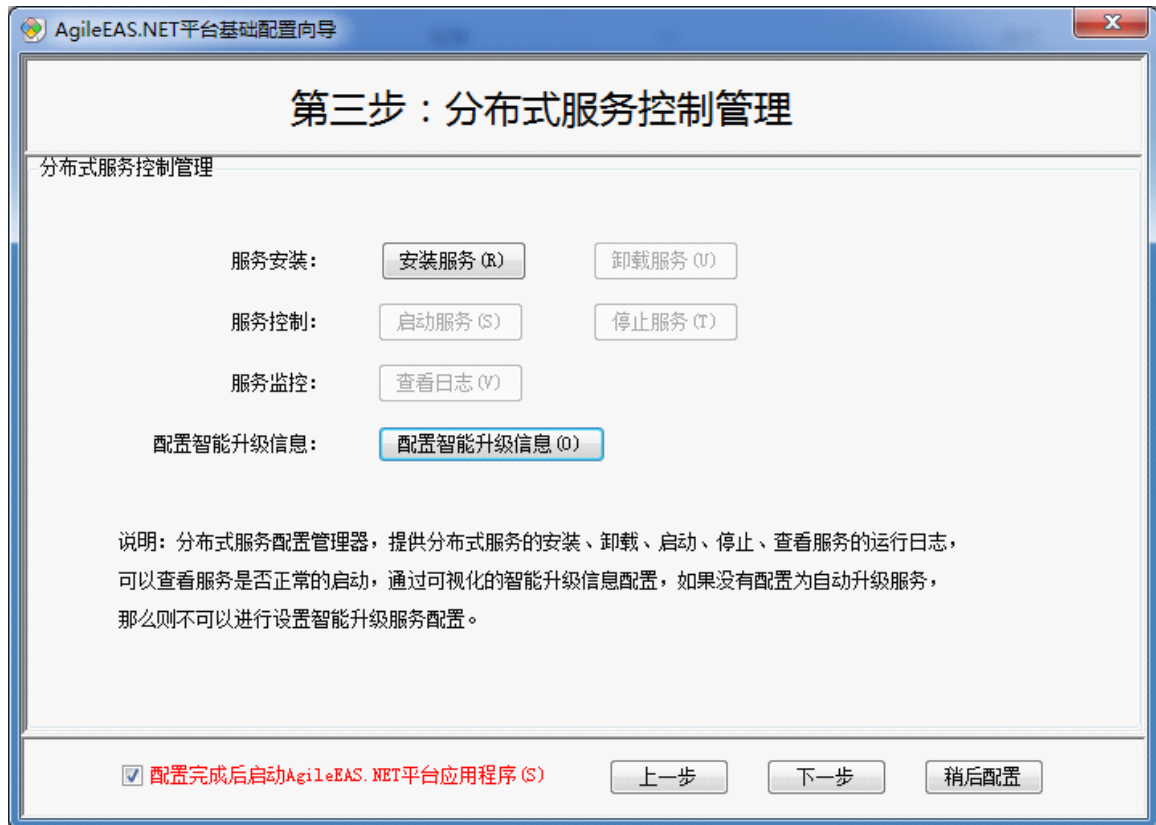 AgileEAS.NET平台基础配置向导
第三步：分布式服务控制管理
分布式服务控制管理
服务安装： 安装服务(R) 卸载服务(U)
服务控制： 启动服务(S) 停止服务(T)
服务监控： 查看日志(V)
配置智能升级信息： 配置智能升级信息(O)
说明：分布式服务配置管理器，提供分布式服务的安装、卸载、启动、停止、查看服务的运行日志，
可以查看服务是否正常的启动，通过可视化的智能升级信息配置，如果没有配置为自动升级服务，
那么则不可以进行设置智能升级服务配置。
配置完成后启动AgileEAS.NET平台应用程序(S) 上一步 下一步 稍后配置